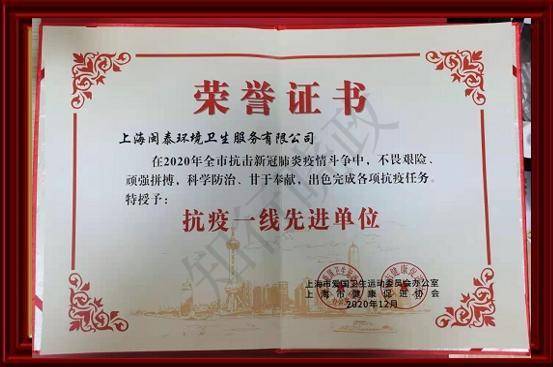 荣誉证书
上海闵泰环境卫生服务有限公司
在2020年全市抗击新冠肺炎疫情斗争中，不畏艰险、
顽强拼搏，科学防治、甘于奉献，出色完成各项抗疫任务。
特授予：
抗疫一线先进单位
上海市爱国卫生运动委员会办公室
上海市健康促进协会
2020年12月